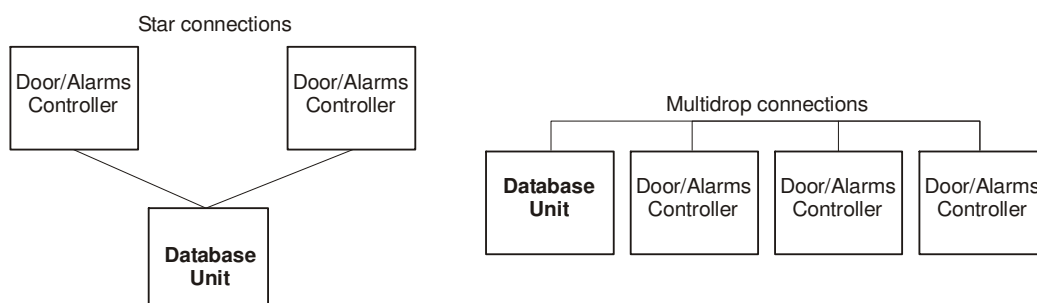 Star connections
Door/Alarms
Controller
Door/Alarms
Controller
Database
Unit
Multidrop connections
Database
Unit
Door/Alarms
Controller
Door/Alarms
Controller
Door/Alarms
Controller